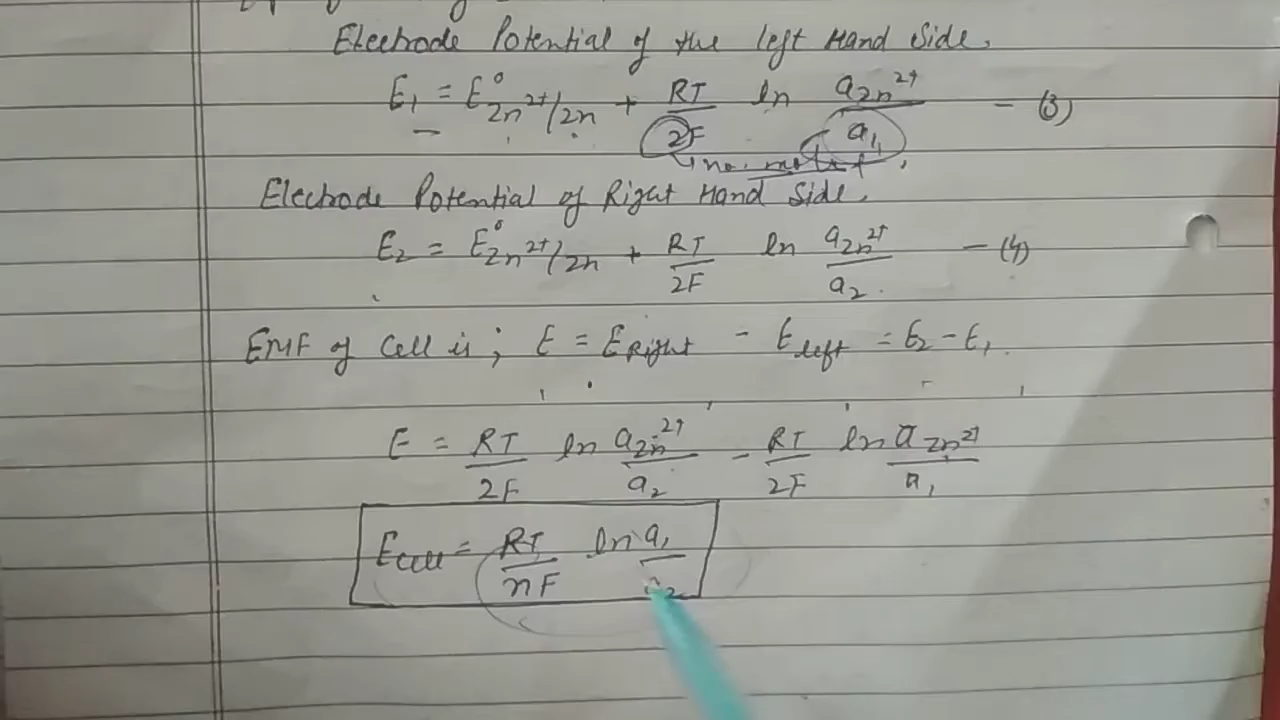 Electrode Potential of the left Hand Side.
E₁ = E⁰Zn²⁺/Zn + RT/2F ln aZn²⁺/a₁ — (3)
Electrode Potential of Right Hand Side.
E₂ = E⁰Zn²⁺/Zn + RT/2F ln aZn²⁺/a₂. — (4)
EMF of Cell is; E = ERight - Eleft = E₂ - E₁.
E = RT/2F ln aZn²⁺/a₂ - RT/2F ln aZn²⁺/a₁
Ecell = RT/nF ln a₁/a₂